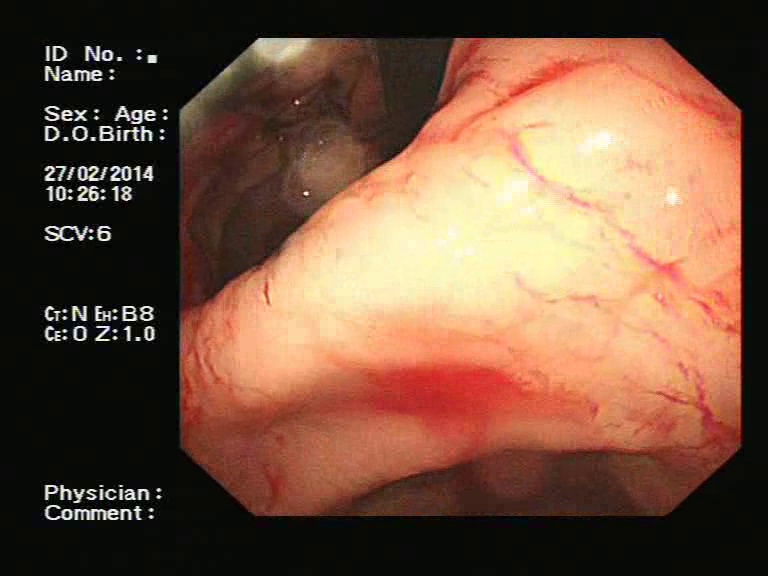 ID No. :
Name:
Sex: Age:
D.O.Birth:
27/02/2014
10:26:18
SCV:6
CT:N EH:B8
CE:0 Z:1.0
Physician:
Comment: